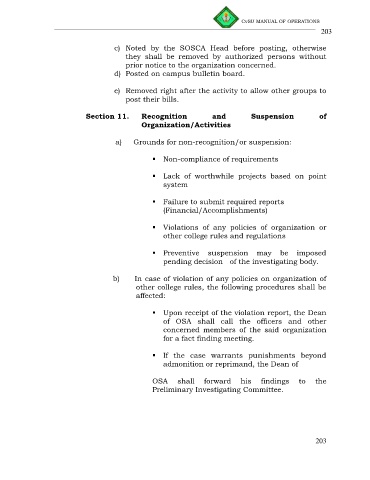 CvSU MANUAL OF OPERATIONS
203
c) Noted by the SOSCA Head before posting, otherwise
they shall be removed by authorized persons without
prior notice to the organization concerned.
d) Posted on campus bulletin board.
e) Removed right after the activity to allow other groups to
post their bills.
Section 11. Recognition and Suspension of
Organization/Activities
a) Grounds for non-recognition/or suspension:
▪ Non-compliance of requirements
▪ Lack of worthwhile projects based on point
system
▪ Failure to submit required reports
(Financial/Accomplishments)
▪ Violations of any policies of organization or
other college rules and regulations
▪ Preventive suspension may be imposed
pending decision of the investigating body.
b) In case of violation of any policies on organization of
other college rules, the following procedures shall be
affected:
▪ Upon receipt of the violation report, the Dean
of OSA shall call the officers and other
concerned members of the said organization
for a fact finding meeting.
▪ If the case warrants punishments beyond
admonition or reprimand, the Dean of
OSA shall forward his findings to the
Preliminary Investigating Committee.
203